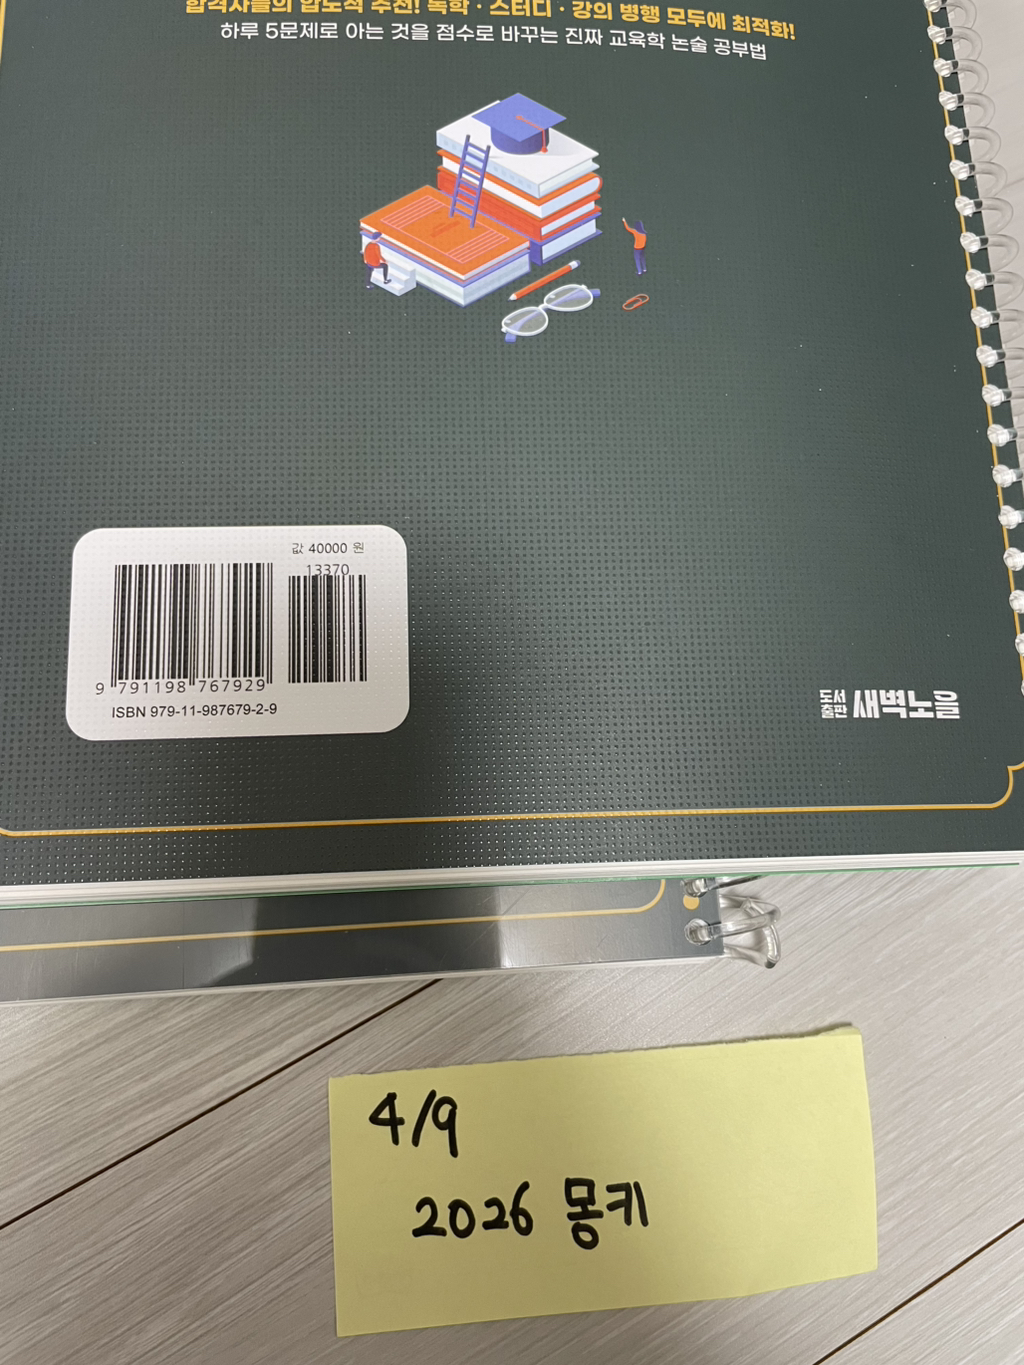 합격자들의 압도적 추천! 독학 · 스터디 · 강의 병행 모두에 최적화!
하루 5문제로 아는 것을 점수로 바꾸는 진짜 교육학 논술 공부법
값 40000 원
13370
9 791198 767929
ISBN 979-11-987679-2-9
도서
출판 새벽노을
4/9
2026 몽키